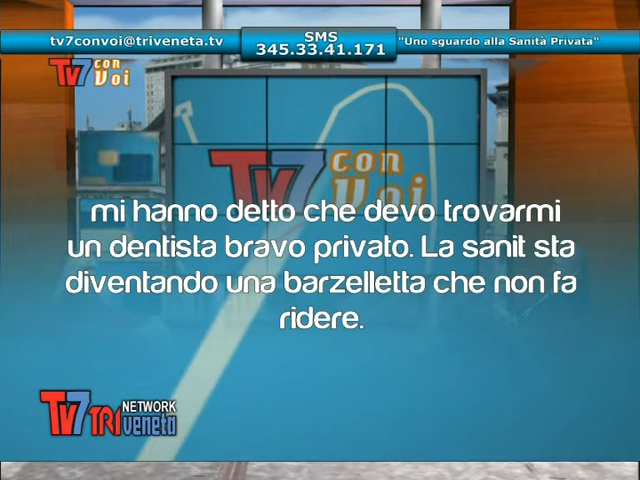 tv7convoi@triveneta.tv
SMS
345.33.41.171
"Uno sguardo alla Sanità Privata"
Tv7 con Voi
Tv7 con Voi
mi hanno detto che devo trovarmi
un dentista bravo privato. La sanit sta
diventando una barzelletta che non fa
ridere.
Tv7 TRIveneta NETWORK